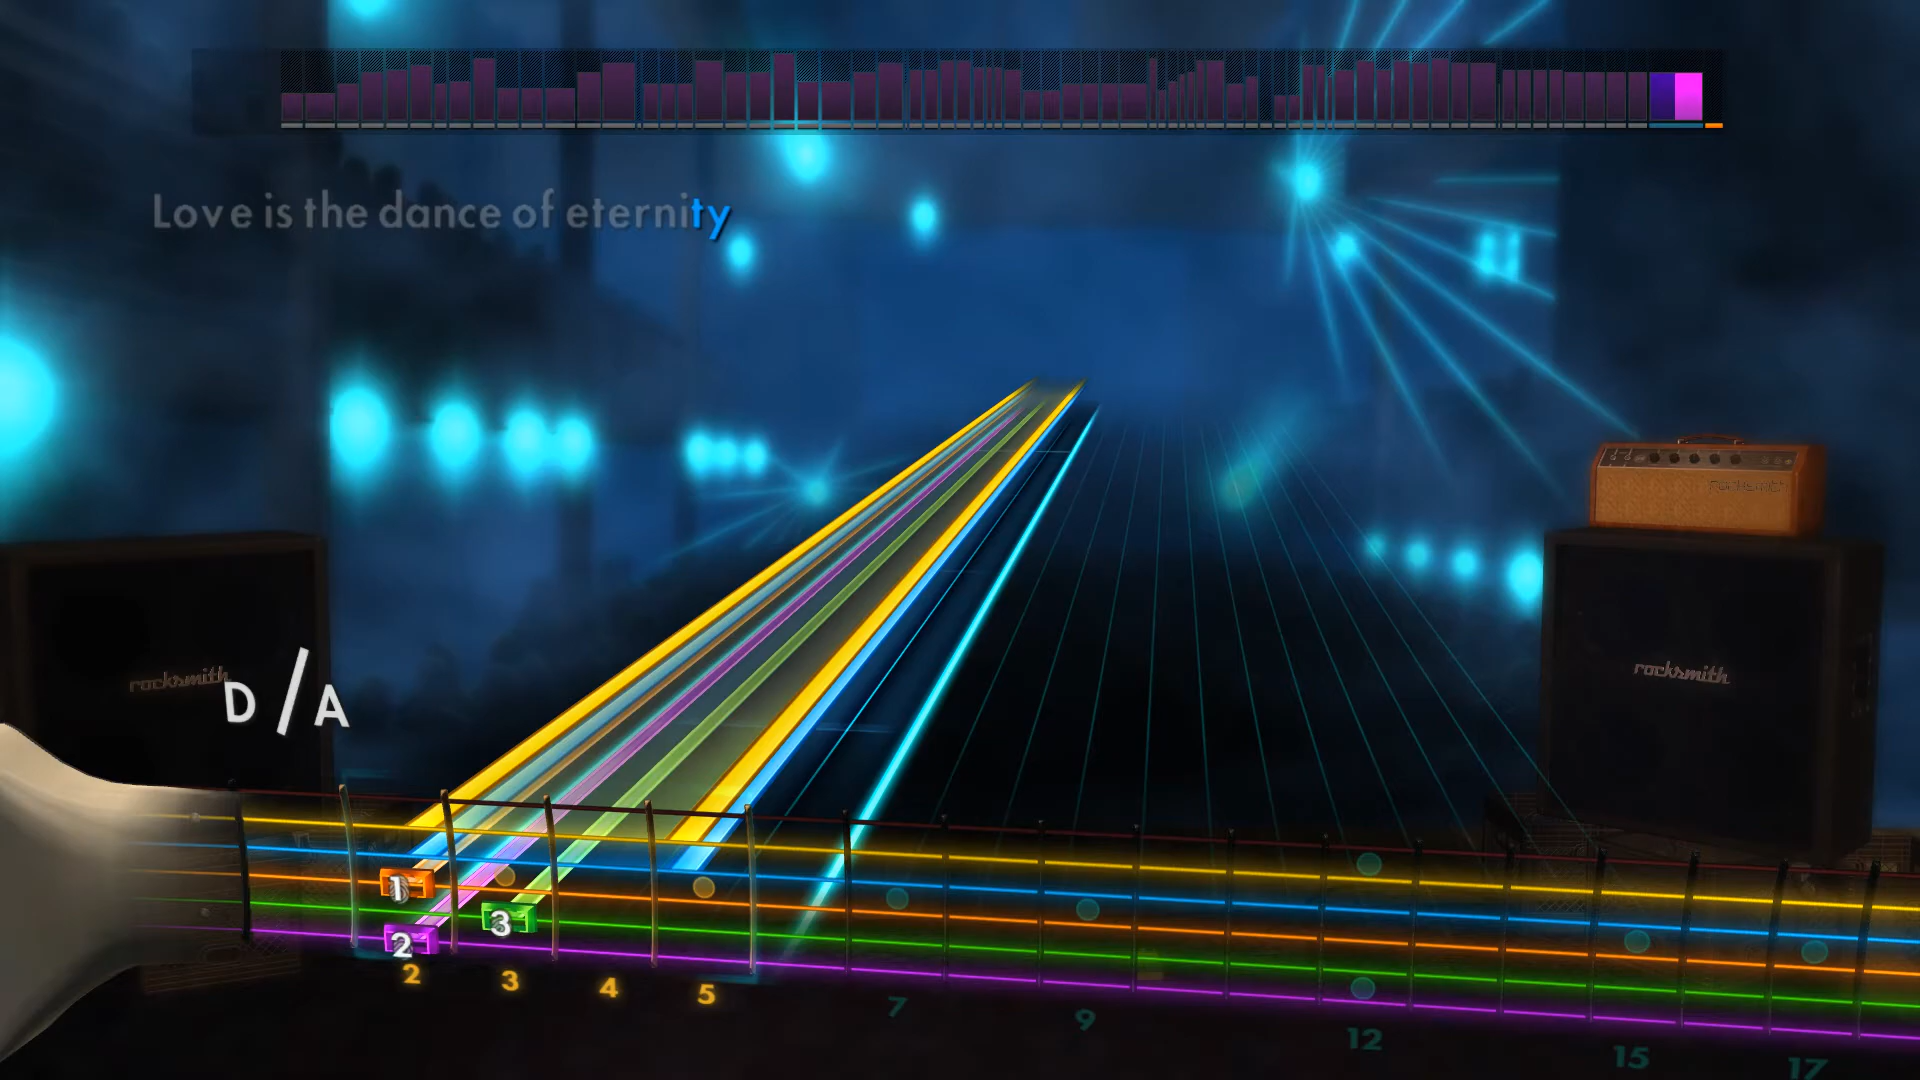 Love is the dance of eternity
rocksmith
rocksmith
rocksmith
D/A
1
3
2
2 3 4 5 7 9 12 15 17